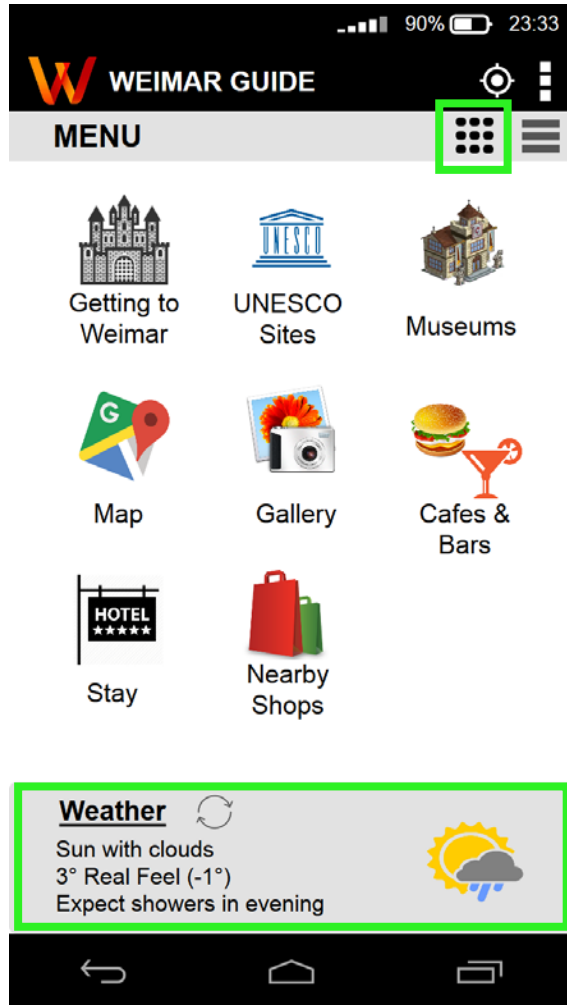 90% 23:33
WEIMAR GUIDE
MENU
UNESCO
Getting to
Weimar
UNESCO
Sites
Museums
G
Map
Gallery
Cafes &
Bars
HOTEL
★★★★★
Stay
Nearby
Shops
Weather
Sun with clouds
3° Real Feel (-1°)
Expect showers in evening